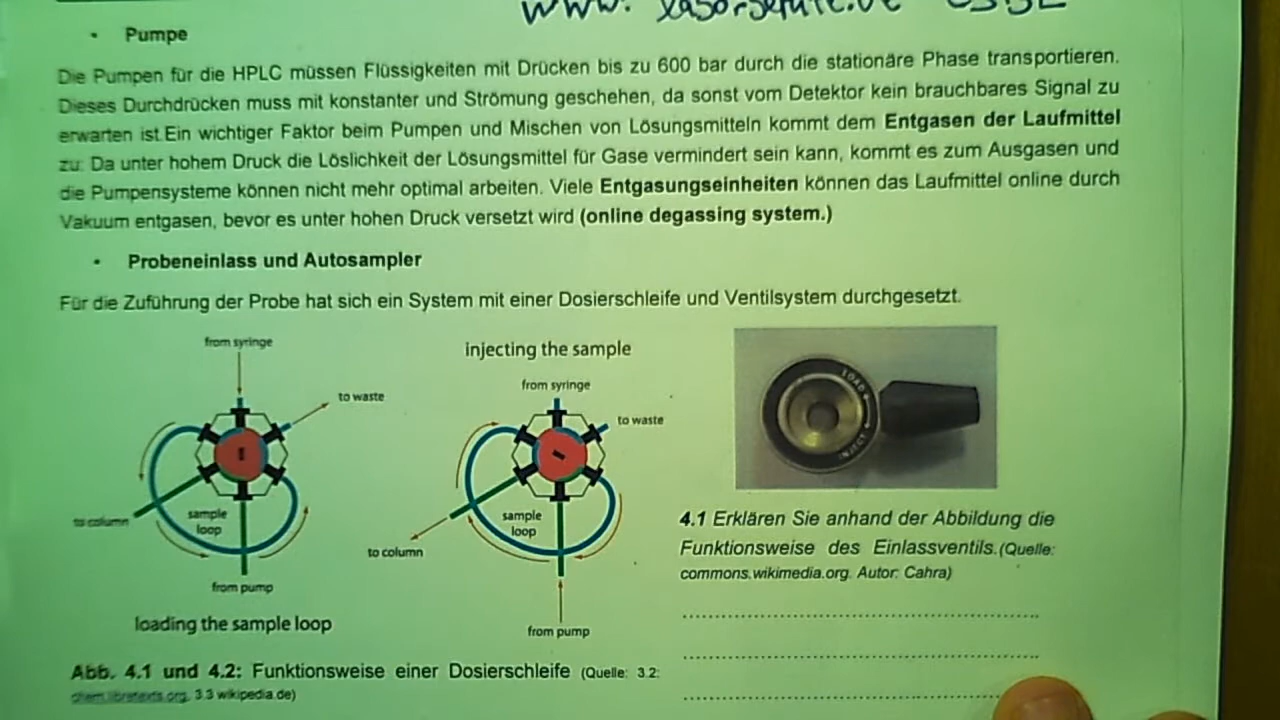 www.
• Pumpe
Die Pumpen für die HPLC müssen Flüssigkeiten mit Drücken bis zu 600 bar durch die stationäre Phase transportieren.
Dieses Durchdrücken muss mit konstanter und Strömung geschehen, da sonst vom Detektor kein brauchbares Signal zu
erwarten ist.Ein wichtiger Faktor beim Pumpen und Mischen von Lösungsmitteln kommt dem Entgasen der Laufmittel
zu. Da unter hohem Druck die Löslichkeit der Lösungsmittel für Gase vermindert sein kann, kommt es zum Ausgasen und
die Pumpensysteme können nicht mehr optimal arbeiten. Viele Entgasungseinheiten können das Laufmittel online durch
Vakuum entgasen, bevor es unter hohen Druck versetzt wird (online degassing system.)
• Probeneinlass und Autosampler
Für die Zuführung der Probe hat sich ein System mit einer Dosierschleife und Ventilsystem durchgesetzt.
from syringe
to waste
to column
sample
loop
from pump
loading the sample loop
injecting the sample
from syringe
to waste
sample
loop
to column
from pump
LOAD
INJECT
4.1 Erklären Sie anhand der Abbildung die
Funktionsweise des Einlassventils.(Quelle:
commons.wikimedia.org. Autor: Cahra)
Abb. 4.1 und 4.2: Funktionsweise einer Dosierschleife (Quelle: 3.2:
chem.libretexts.org, 3.3 wikipedia.de)